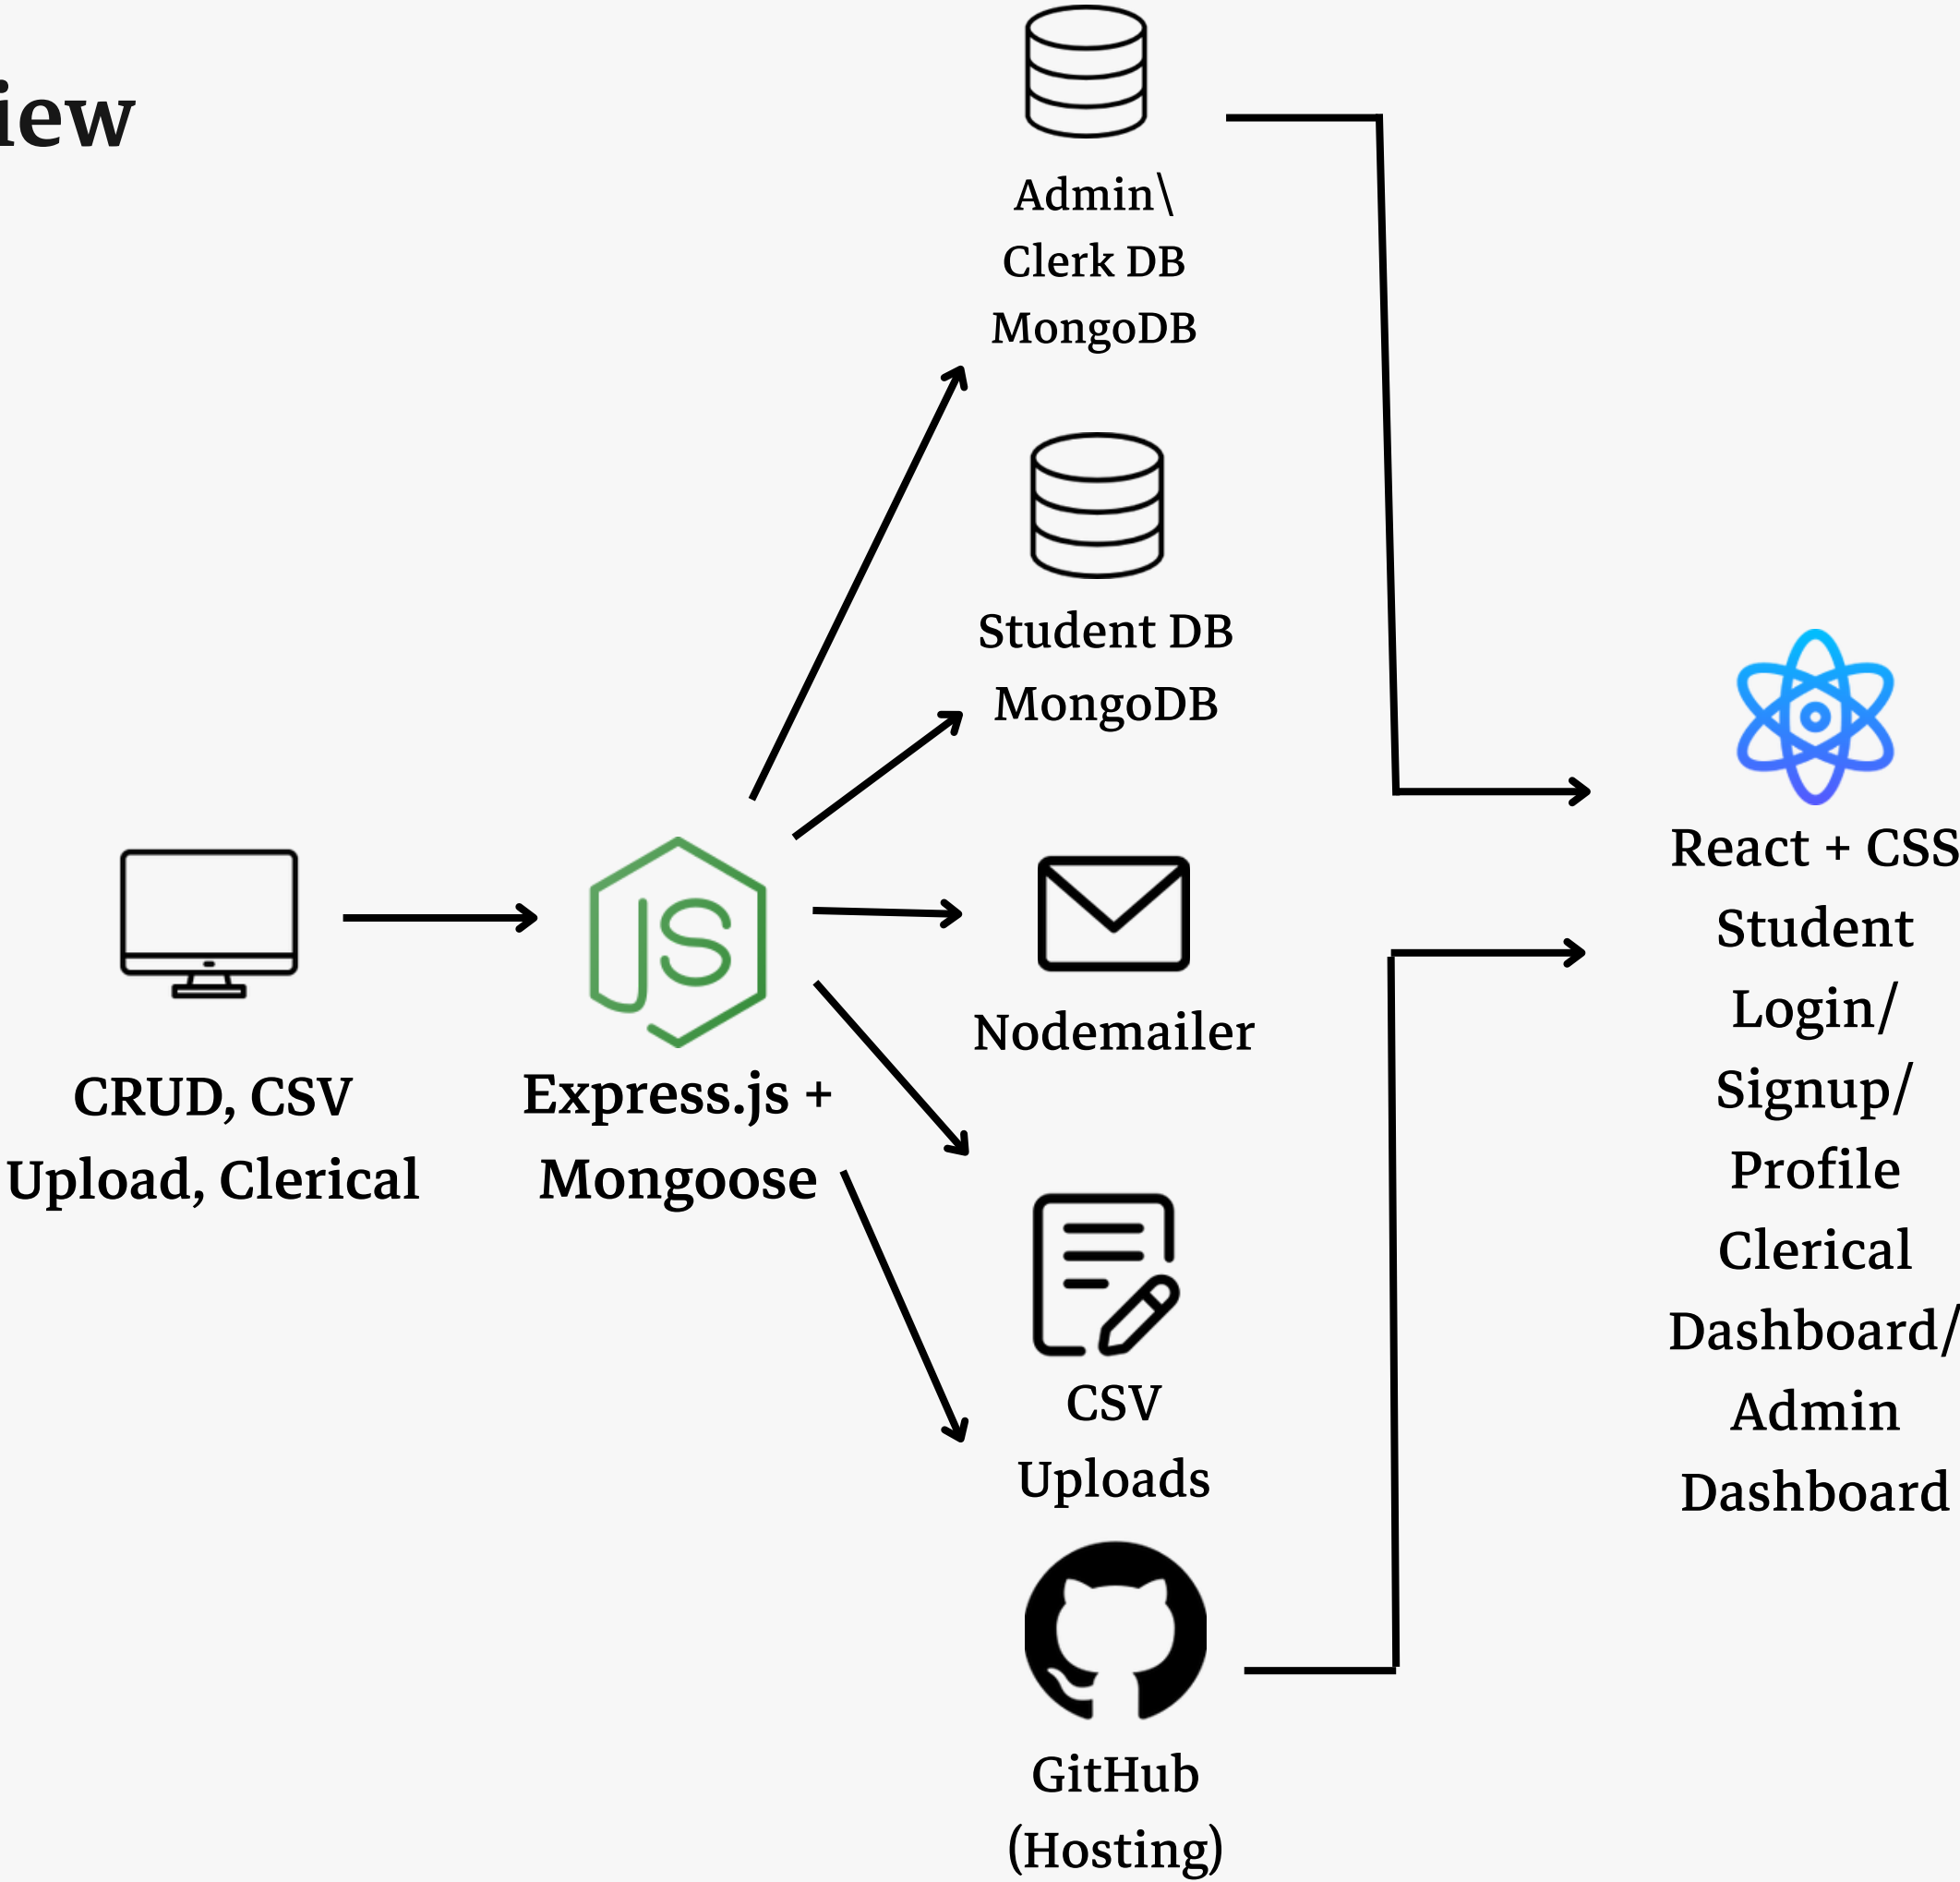 iew
Admin\
Clerk DB
MongoDB
Student DB
MongoDB
Nodemailer
CRUD, CSV
Upload, Clerical
JS
Express.js +
Mongoose
CSV
Uploads
GitHub
(Hosting)
React + CSS
Student
Login/
Signup/
Profile
Clerical
Dashboard/
Admin
Dashboard